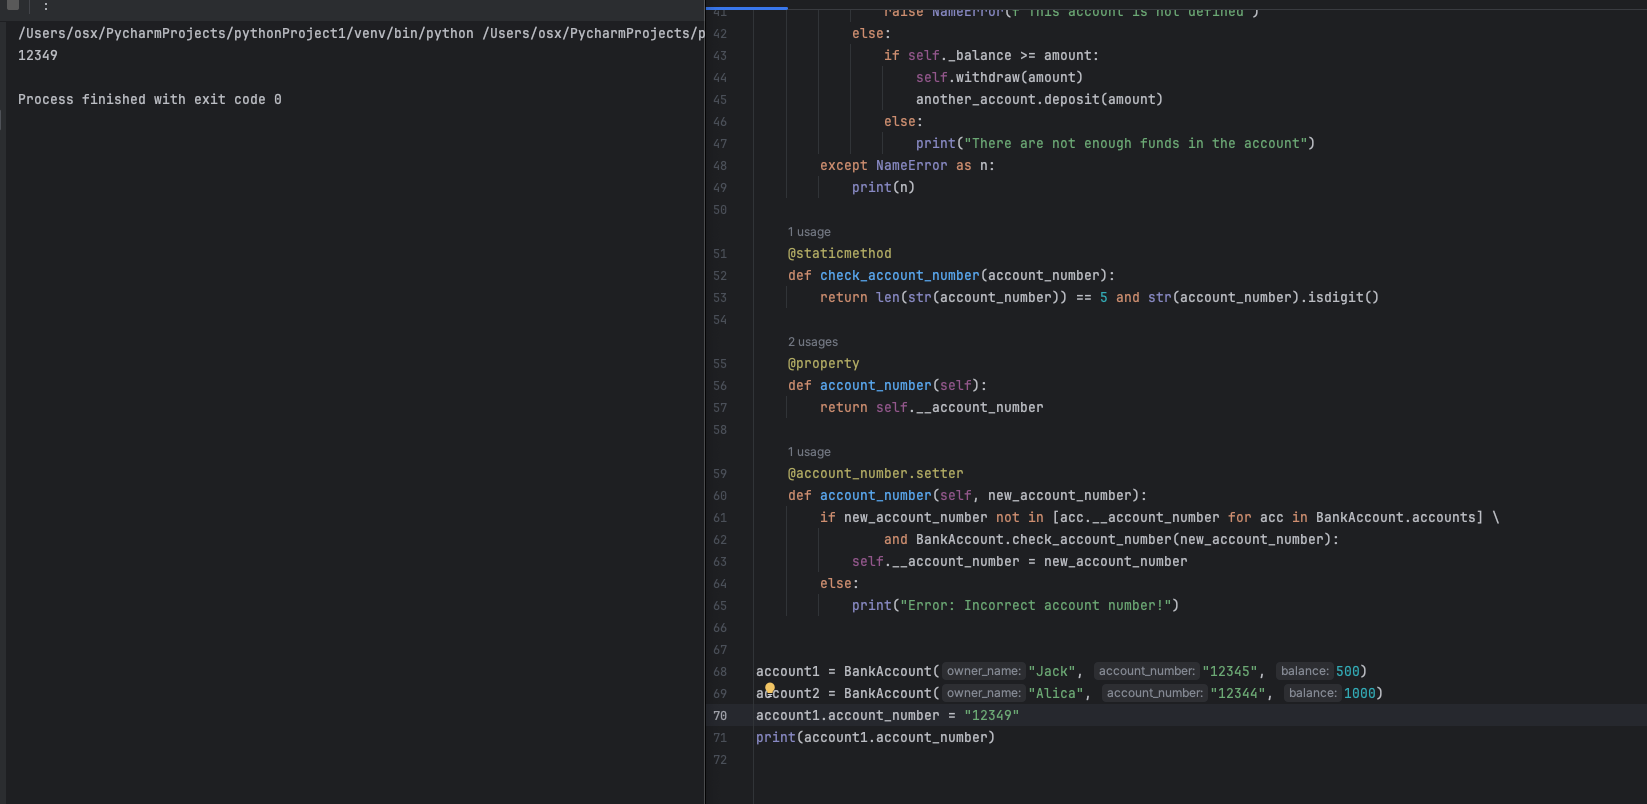 :
/Users/osx/PycharmProjects/pythonProject1/venv/bin/python /Users/osx/PycharmProjects/p
12349
Process finished with exit code 0
41 raise NameError(f"This account is not defined")
42 else:
43 if self._balance >= amount:
44 self.withdraw(amount)
45 another_account.deposit(amount)
46 else:
47 print("There are not enough funds in the account")
48 except NameError as n:
49 print(n)
50
1 usage
51 @staticmethod
52 def check_account_number(account_number):
53 return len(str(account_number)) == 5 and str(account_number).isdigit()
54
2 usages
55 @property
56 def account_number(self):
57 return self.__account_number
58
1 usage
59 @account_number.setter
60 def account_number(self, new_account_number):
61 if new_account_number not in [acc.__account_number for acc in BankAccount.accounts] \
62 and BankAccount.check_account_number(new_account_number):
63 self.__account_number = new_account_number
64 else:
65 print("Error: Incorrect account number!")
66
67
68 account1 = BankAccount( owner_name: "Jack", account_number: "12345", balance: 500)
69 account2 = BankAccount( owner_name: "Alica", account_number: "12344", balance: 1000)
70 account1.account_number = "12349"
71 print(account1.account_number)
72